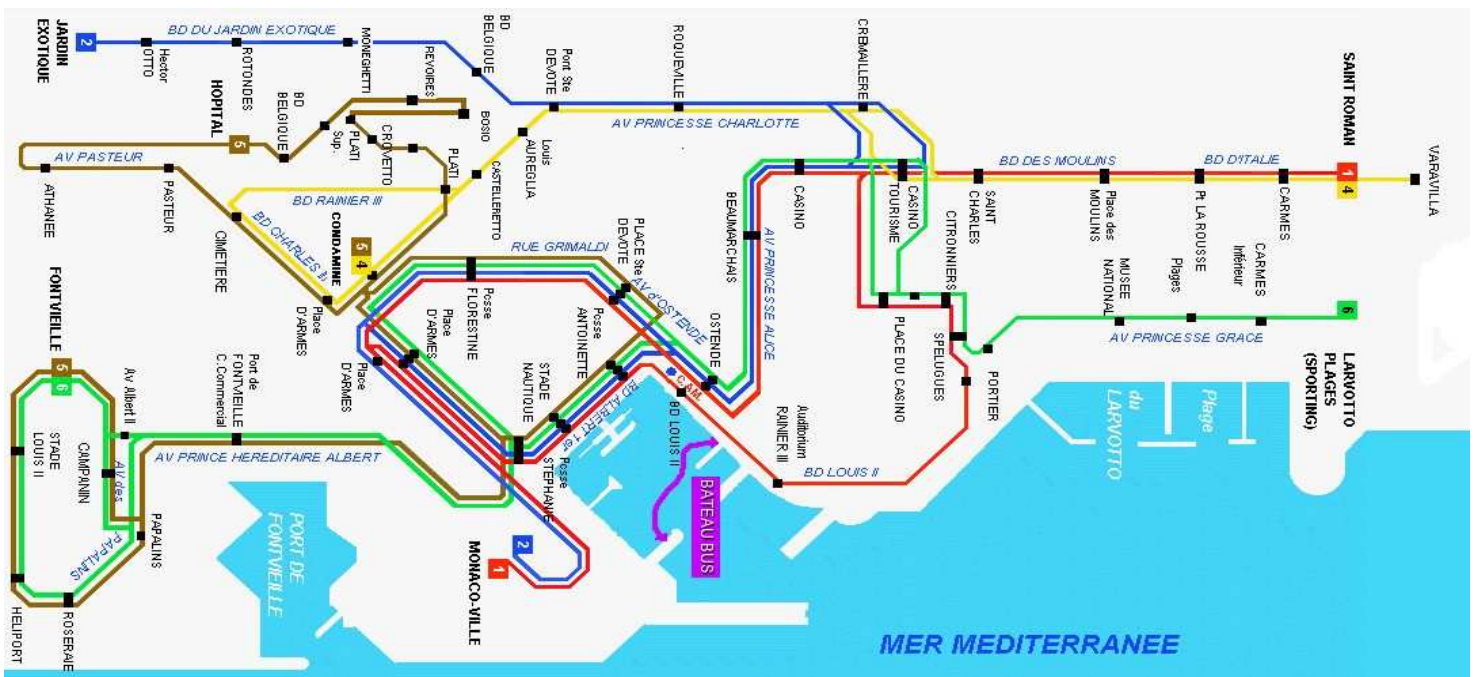 JARDIN
EXOTIQUE
2
BD DU JARDIN EXOTIQUE
Hector
OTTO
ROTONDES
MONEGHETTI
BD
BELGIQUE
Pont Ste
DEVOTE
ROQUEVILLE
CREMAILLERE
AV PRINCESSE CHARLOTTE
SAINT ROMAN
1
4
VARAVILLA
BD DES MOULINS
BD D'ITALIE
HOPITAL
5
BD
BELGIQUE
REVOIRES
BOSIO
PLATI
Sup.
CROVETTO
PLATI
Louis
AUREGLIA
CASTELLERETTO
AV PASTEUR
ATHANEE
PASTEUR
CIMETIERE
BD RAINIER III
BD CHARLES III
CONDAMINE
5
4
Place
D'ARMES
RUE GRIMALDI
PLACE Ste
DEVOTE
AV d'OSTENDE
BEAUMARCHAIS
CASINO
AV PRINCESSE ALICE
CASINO
TOURISME
CITRONNIERS
SAINT
CHARLES
Place des
MOULINS
Pt LA ROUSSE
CARMES
MUSEE
NATIONAL
Plages
CARMES
Inférieur
6
AV PRINCESSE GRACE
LARVOTTO
PLAGES
(SPORTING)
FONTVIEILLE
5
6
STADE
LOUIS II
CAMPANIN
Av Albert II
Port de
FONTVEILLE
C.Commercial
AV PRINCE HEREDITAIRE ALBERT
AV des
PAPALINS
PAPALINS
ROSERAIE
HELIPORT
Place
D'ARMES
Place
D'ARMES
Posse
FLORESTINE
Posse
ANTOINETTE
STADE
NAUTIQUE
BD ALBERT 1er
Posse
STEPHANIE
OSTENDE
C.A.M.
BD LOUIS II
Auditorium
RAINIER III
BD LOUIS II
PLACE DU CASINO
SPELUGUES
PORTIER
Plage
du
LARVOTTO
BATEAU BUS
MONACO-VILLE
2
1
PORT DE
FONTVIEILLE
MER MEDITERRANEE